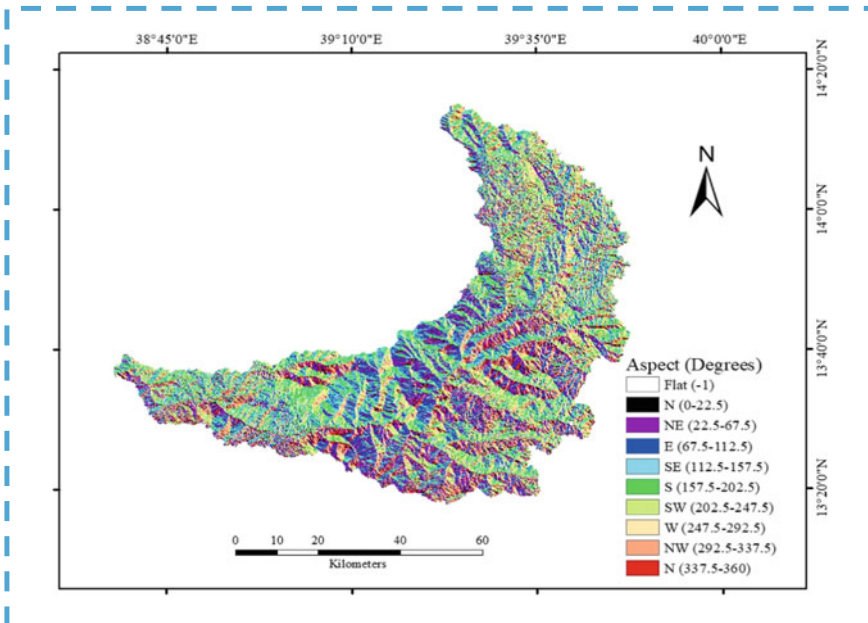 38°45'0"E 39°10'0"E 39°35'0"E 40°0'0"E
14°20'0"N
N
14°0'0"N
13°40'0"N
Aspect (Degrees)
Flat (-1)
N (0-22.5)
NE (22.5-67.5)
E (67.5-112.5)
SE (112.5-157.5)
S (157.5-202.5)
SW (202.5-247.5)
W (247.5-292.5)
NW (292.5-337.5)
N (337.5-360)
13°20'0"N
0 10 20 40 60
Kilometers